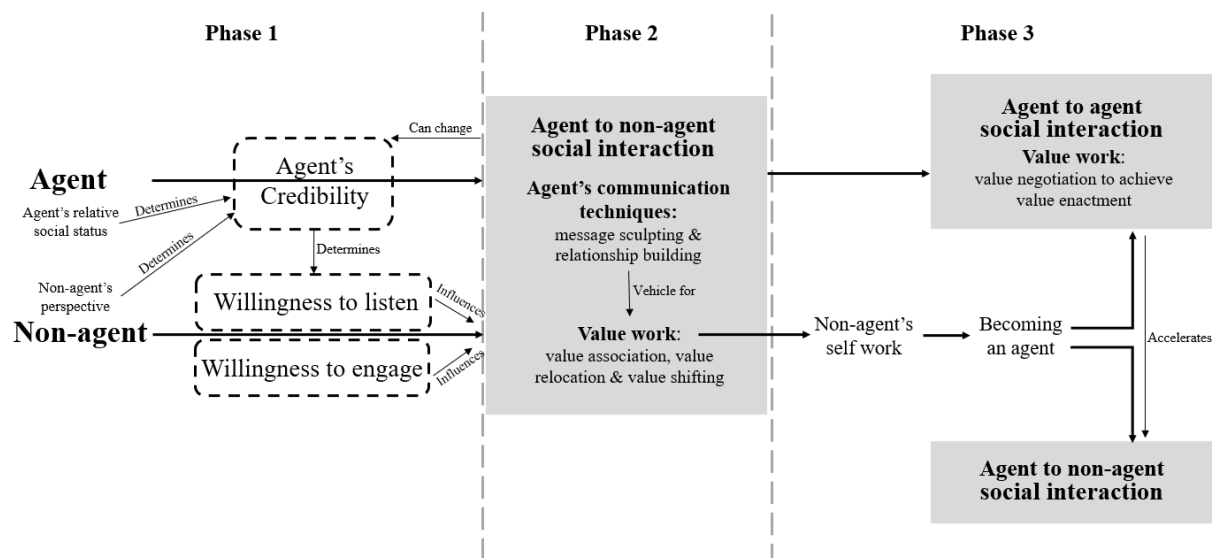 Phase 1
Phase 2
Phase 3
Can change
Agent's
Credibility
Agent
Agent's relative
social status
Determines
Determines
Determines
Non-agent's
perspective
Non-agent
Willingness to listen
Willingness to engage
Influences
Influences
Agent to non-agent
social interaction
Agent's communication
techniques:
message sculpting &
relationship building
Vehicle for
Value work:
value association, value
relocation & value shifting
Non-agent's
self work
Becoming
an agent
Agent to agent
social interaction
Value work:
value negotiation to achieve
value enactment
Accelerates
Agent to non-agent
social interaction